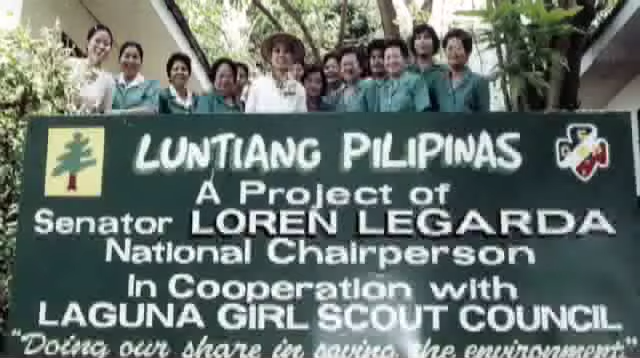 LUNTIANG PILIPINAS
A Project of
Senator LOREN LEGARDA
National Chairperson
In Cooperation with
LAGUNA GIRL SCOUT COUNCIL
"Doing our share in saving the environment"